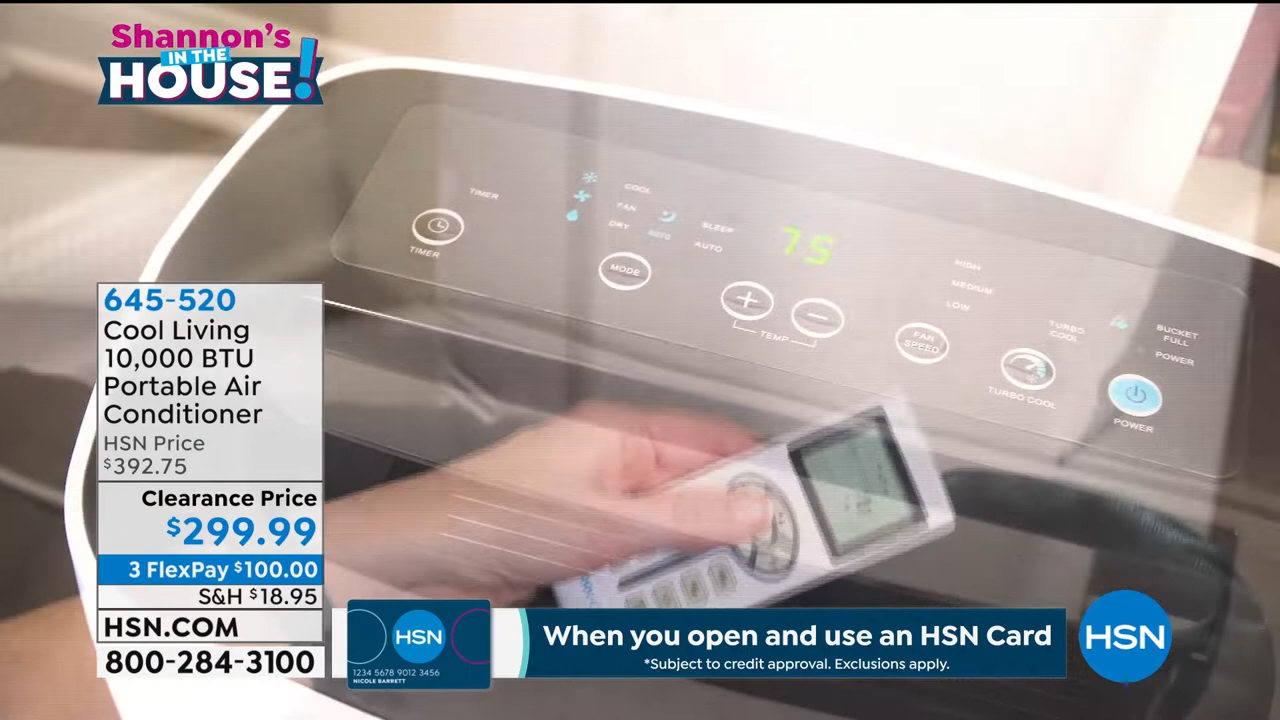 Shannon's
IN THE
HOUSE!
TIMER
TIMER
COOL
FAN
DRY
AUTO
SLEEP
AUTO
MODE
75
+
−
TEMP
HIGH
MEDIUM
LOW
FAN
SPEED
TURBO
COOL
TURBO COOL
BUCKET
FULL
POWER
POWER
645-520
Cool Living
10,000 BTU
Portable Air
Conditioner
HSN Price
$392.75
Clearance Price
$299.99
3 FlexPay $100.00
S&H $18.95
HSN.COM
800-284-3100
HSN
1234 5678 9012 3456
NICOLE BARRETT
When you open and use an HSN Card
*Subject to credit approval. Exclusions apply.
HSN